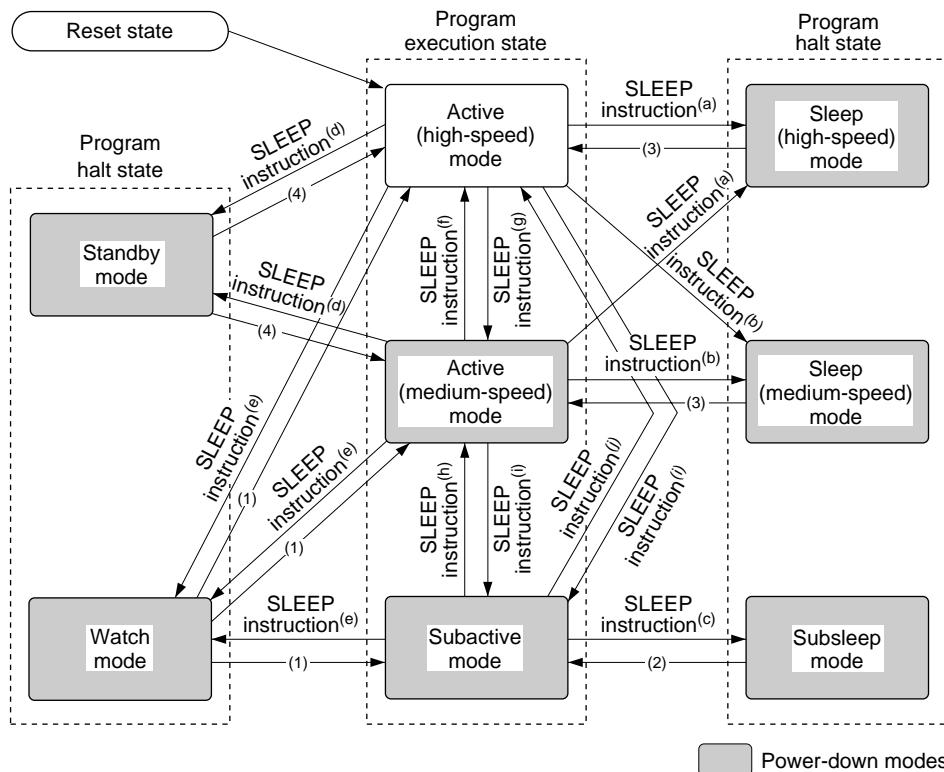 Reset state
Program
execution state
Program
halt state
Program
halt state
Active
(high-speed)
mode
SLEEP
instruction(a)
(3)
Sleep
(high-speed)
mode
SLEEP
instruction(d)
(4)
Standby
mode
SLEEP
instruction(d)
(4)
SLEEP
instruction(f)
SLEEP
instruction(g)
SLEEP
instruction(a)
SLEEP
instruction(b)
Active
(medium-speed)
mode
SLEEP
instruction(b)
(3)
Sleep
(medium-speed)
mode
SLEEP
instruction(e)
(1)
SLEEP
instruction(e)
(1)
SLEEP
instruction(h)
SLEEP
instruction(i)
SLEEP
instruction(j)
SLEEP
instruction(i)
Watch
mode
SLEEP
instruction(e)
(1)
Subactive
mode
SLEEP
instruction(c)
(2)
Subsleep
mode
Power-down modes